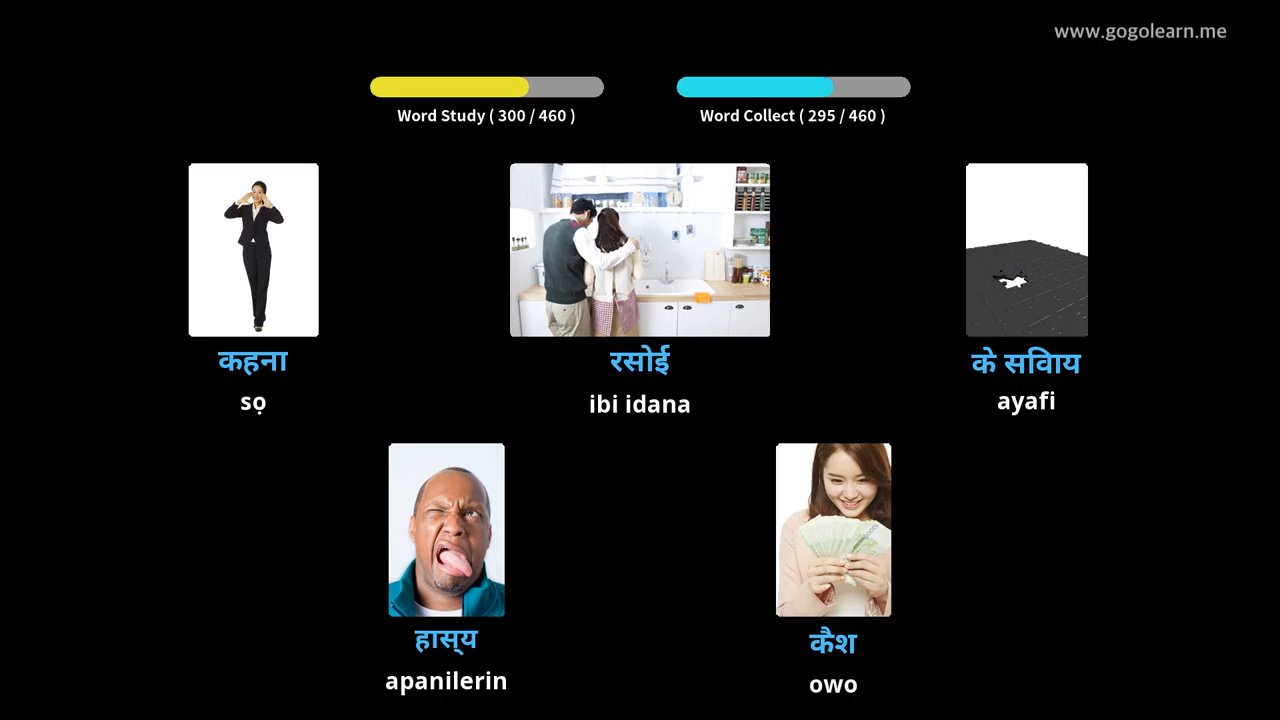 www.gogolearn.me
Word Study ( 300 / 460 )
Word Collect ( 295 / 460 )
कहना
sọ
रसोई
ibi idana
के सिवाय
ayafi
हास्य
apanilerin
कैश
owo